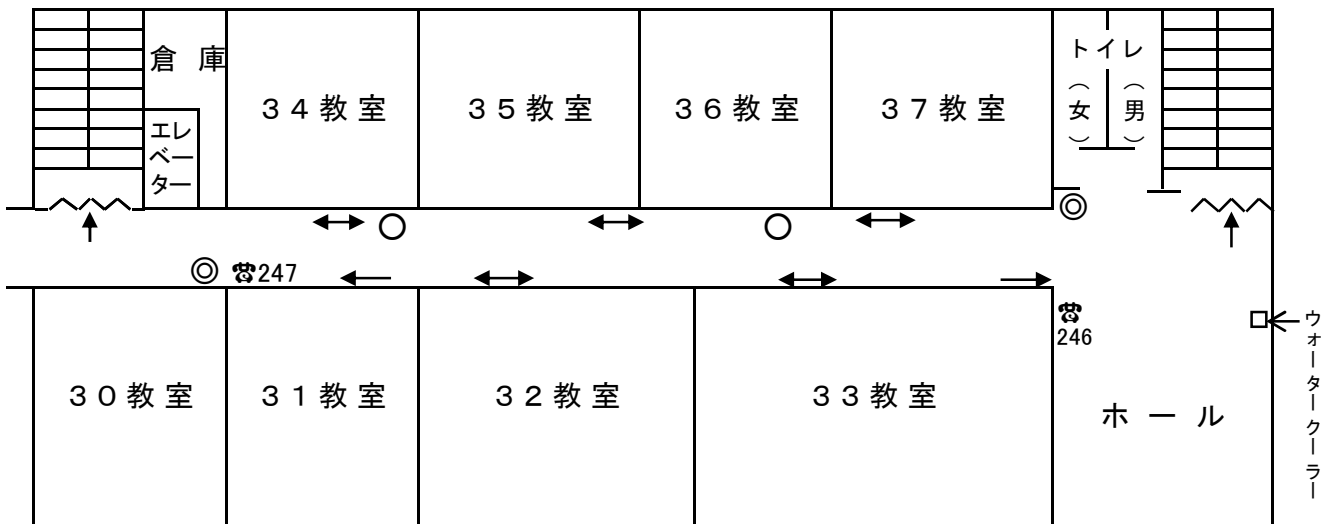 倉 庫
エレ
ベー
ター
３４教室
３５教室
３６教室
３７教室
トイレ
（女）
（男）
◎
○
○
◎ ☎247
☎
246
３０教室
３１教室
３２教室
３３教室
ホール
ウォータークーラー